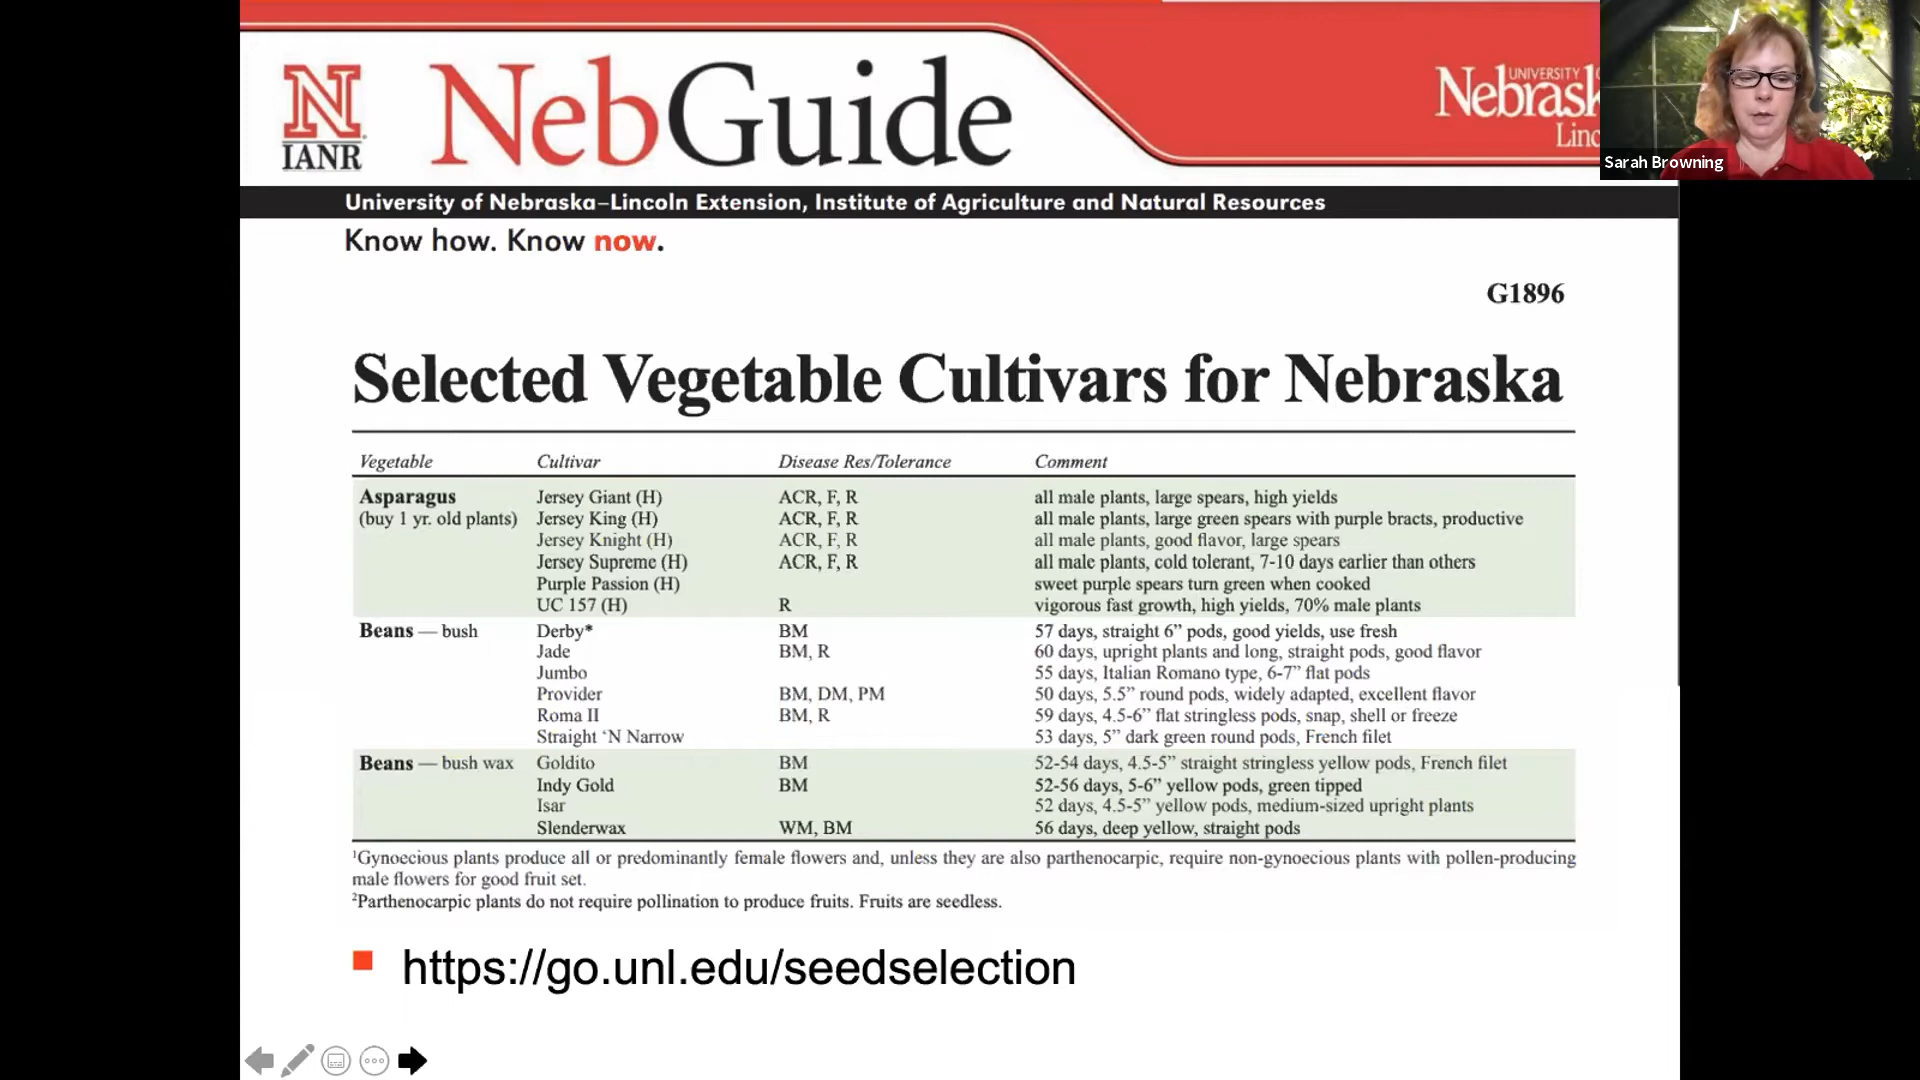 N
IANR
NebGuide
UNIVERSITY
Nebrask
Linc
Sarah Browning
University of Nebraska–Lincoln Extension, Institute of Agriculture and Natural Resources
Know how. Know now.
G1896
Selected Vegetable Cultivars for Nebraska
Vegetable Cultivar Disease Res/Tolerance Comment
Asparagus Jersey Giant (H) ACR, F, R all male plants, large spears, high yields
(buy 1 yr. old plants) Jersey King (H) ACR, F, R all male plants, large green spears with purple bracts, productive
Jersey Knight (H) ACR, F, R all male plants, good flavor, large spears
Jersey Supreme (H) ACR, F, R all male plants, cold tolerant, 7-10 days earlier than others
Purple Passion (H) sweet purple spears turn green when cooked
UC 157 (H) R vigorous fast growth, high yields, 70% male plants
Beans — bush Derby* BM 57 days, straight 6” pods, good yields, use fresh
Jade BM, R 60 days, upright plants and long, straight pods, good flavor
Jumbo 55 days, Italian Romano type, 6-7” flat pods
Provider BM, DM, PM 50 days, 5.5” round pods, widely adapted, excellent flavor
Roma II BM, R 59 days, 4.5-6” flat stringless pods, snap, shell or freeze
Straight ‘N Narrow 53 days, 5” dark green round pods, French filet
Beans — bush wax Goldito BM 52-54 days, 4.5-5” straight stringless yellow pods, French filet
Indy Gold BM 52-56 days, 5-6” yellow pods, green tipped
Isar 52 days, 4.5-5” yellow pods, medium-sized upright plants
Slenderwax WM, BM 56 days, deep yellow, straight pods
¹Gynoecious plants produce all or predominantly female flowers and, unless they are also parthenocarpic, require non-gynoecious plants with pollen-producing
male flowers for good fruit set.
²Parthenocarpic plants do not require pollination to produce fruits. Fruits are seedless.
https://go.unl.edu/seedselection